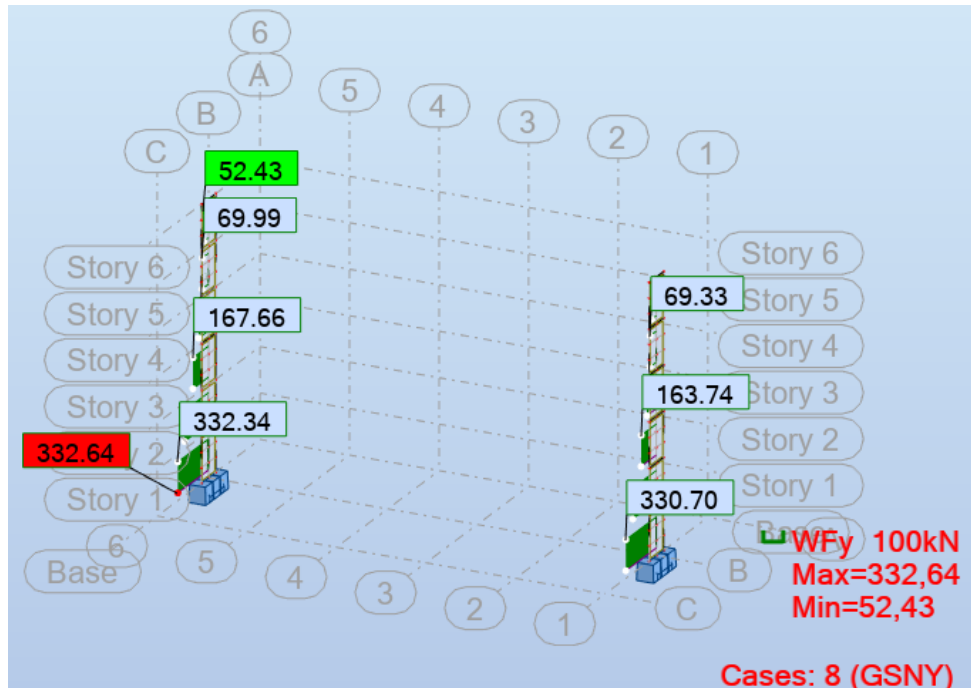 6
A
5
B
4
3
C
2
1
52.43
69.99
Story 6
Story 6
69.33
Story 5
Story 5
167.66
Story 4
Story 4
163.74
Story 3
Story 3
332.34
332.64
2
Story 2
330.70
Story 1
Story 1
Base
6
WFy 100kN
5
B
Base
4
Max=332,64
3
C
2
Min=52,43
1
Cases: 8 (GSNY)